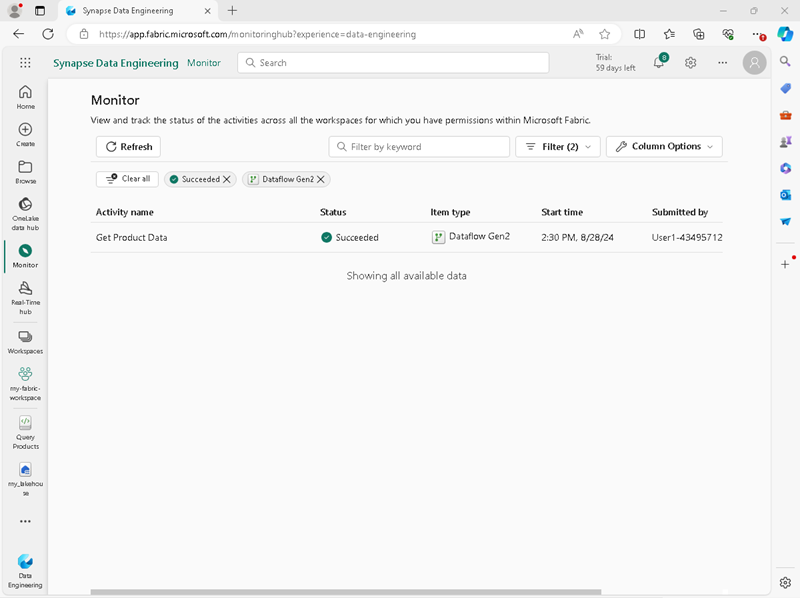 Synapse Data Engineering
https://app.fabric.microsoft.com/monitoringhub?experience=data-engineering
Synapse Data Engineering
Monitor
Search
Trial:
59 days left
8
Home
Create
Browse
OneLake
data hub
Monitor
Real-Time
hub
Workspaces
my-fabric-
workspace
Query
Products
my_lakehou
se
Data
Engineering
Monitor
View and track the status of the activities across all the workspaces for which you have permissions within Microsoft Fabric.
Refresh
Filter by keyword
Filter (2)
Column Options
Clear all
Succeeded
Dataflow Gen2
Activity name Status Item type Start time Submitted by
Get Product Data Succeeded Dataflow Gen2 2:30 PM, 8/28/24 User1-43495712
Showing all available data